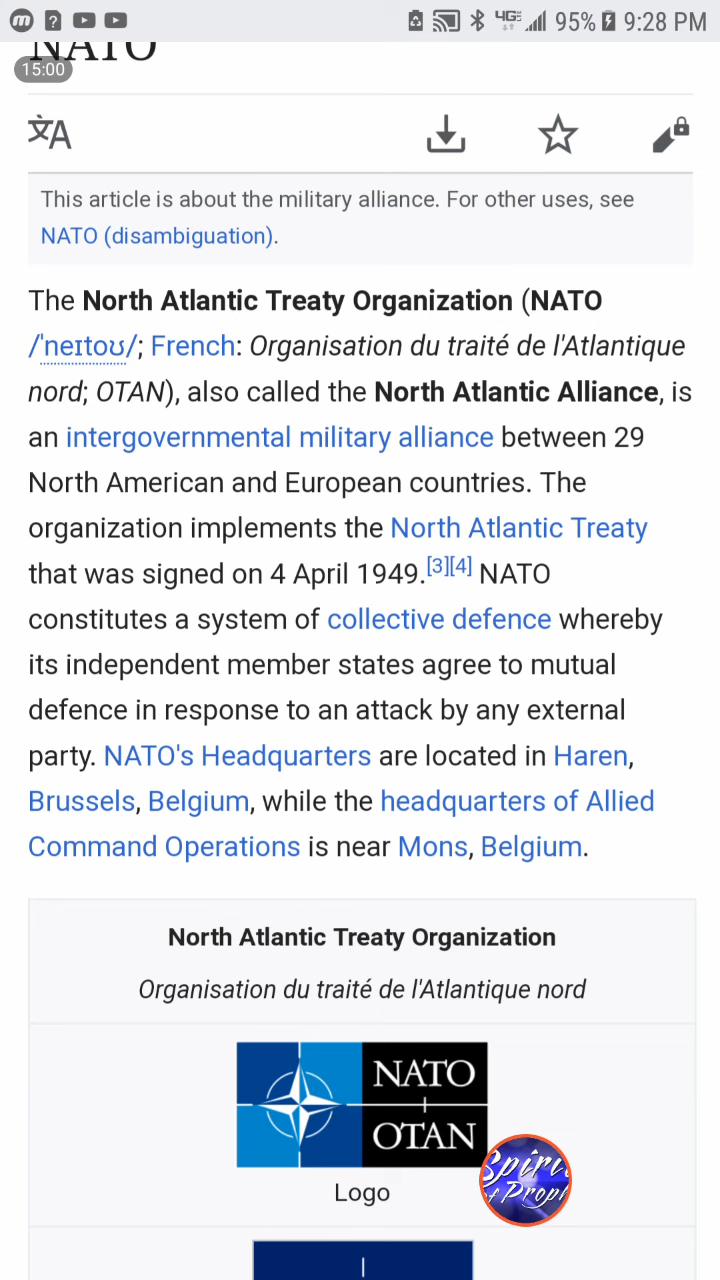 95% 9:28 PM
NATO
15:00
This article is about the military alliance. For other uses, see
NATO (disambiguation).
The North Atlantic Treaty Organization (NATO
/ˈneɪtoʊ/; French: Organisation du traité de l'Atlantique
nord; OTAN), also called the North Atlantic Alliance, is
an intergovernmental military alliance between 29
North American and European countries. The
organization implements the North Atlantic Treaty
that was signed on 4 April 1949.[3][4] NATO
constitutes a system of collective defence whereby
its independent member states agree to mutual
defence in response to an attack by any external
party. NATO's Headquarters are located in Haren,
Brussels, Belgium, while the headquarters of Allied
Command Operations is near Mons, Belgium.
North Atlantic Treaty Organization
Organisation du traité de l'Atlantique nord
NATO
OTAN
Logo